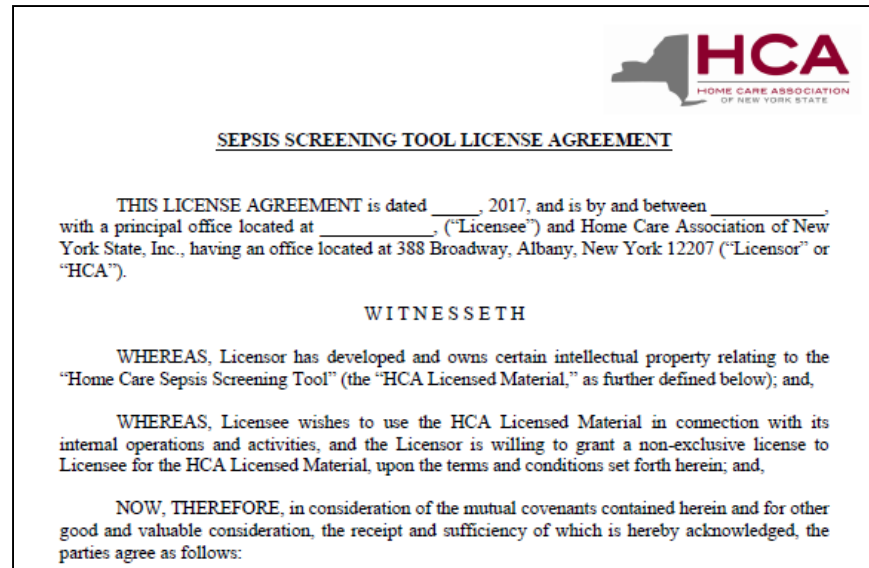 HCA
HOME CARE ASSOCIATION
OF NEW YORK STATE
SEPSIS SCREENING TOOL LICENSE AGREEMENT
THIS LICENSE AGREEMENT is dated _____, 2017, and is by and between ____________,
with a principal office located at ____________, (“Licensee”) and Home Care Association of New
York State, Inc., having an office located at 388 Broadway, Albany, New York 12207 (“Licensor” or
“HCA”).
W I T N E S S E T H
WHEREAS, Licensor has developed and owns certain intellectual property relating to the
“Home Care Sepsis Screening Tool” (the “HCA Licensed Material,” as further defined below); and,
WHEREAS, Licensee wishes to use the HCA Licensed Material in connection with its
internal operations and activities, and the Licensor is willing to grant a non-exclusive license to
Licensee for the HCA Licensed Material, upon the terms and conditions set forth herein; and,
NOW, THEREFORE, in consideration of the mutual covenants contained herein and for other
good and valuable consideration, the receipt and sufficiency of which is hereby acknowledged, the
parties agree as follows: